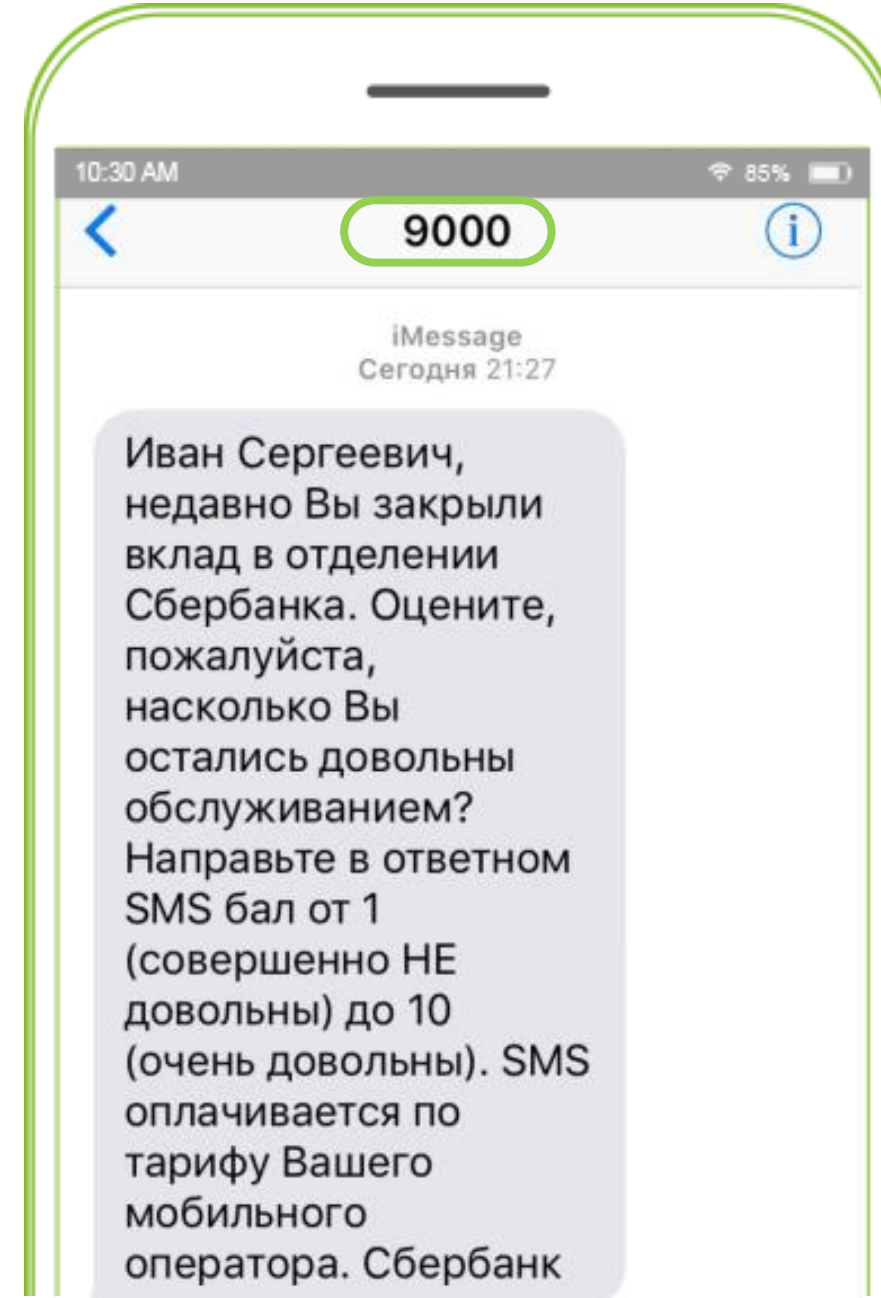 10:30 AM 85%
9000
iMessage
Сегодня 21:27
Иван Сергеевич,
недавно Вы закрыли
вклад в отделении
Сбербанка. Оцените,
пожалуйста,
насколько Вы
остались довольны
обслуживанием?
Направьте в ответном
SMS бал от 1
(совершенно НЕ
довольны) до 10
(очень довольны). SMS
оплачивается по
тарифу Вашего
мобильного
оператора. Сбербанк